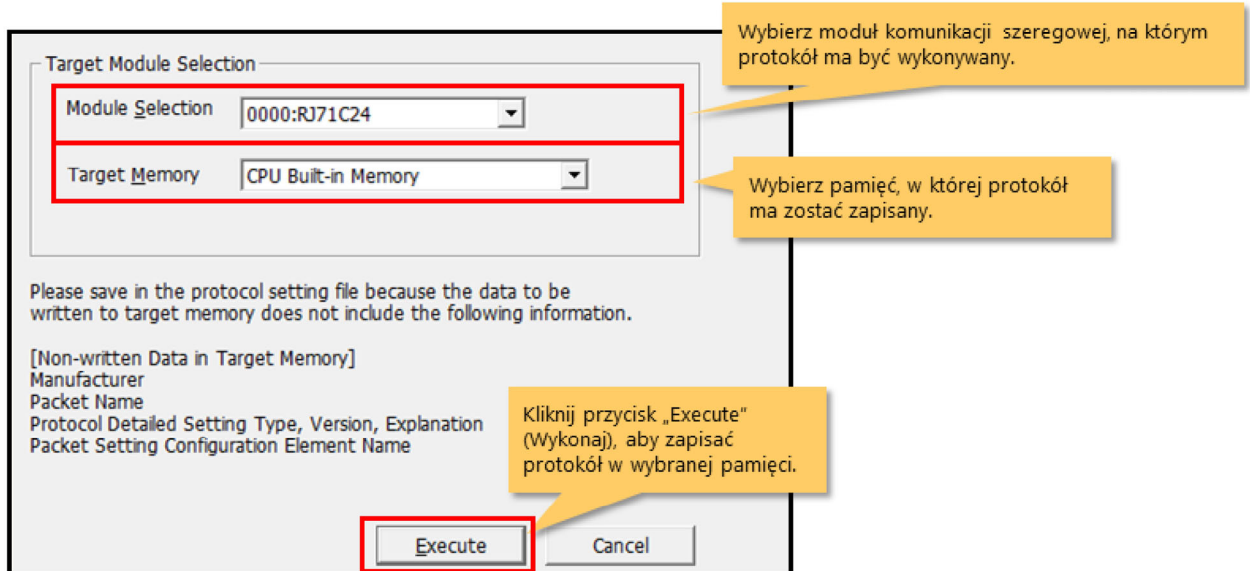 Wybierz moduł komunikacji szeregowej, na którym
protokół ma być wykonywany.
Target Module Selection
Module Selection
0000:RJ71C24
Target Memory
CPU Built-in Memory
Wybierz pamięć, w której protokół
ma zostać zapisany.
Please save in the protocol setting file because the data to be
written to target memory does not include the following information.
[Non-written Data in Target Memory]
Manufacturer
Packet Name
Protocol Detailed Setting Type, Version, Explanation
Packet Setting Configuration Element Name
Kliknij przycisk „Execute”
(Wykonaj), aby zapisać
protokół w wybranej pamięci.
Execute
Cancel